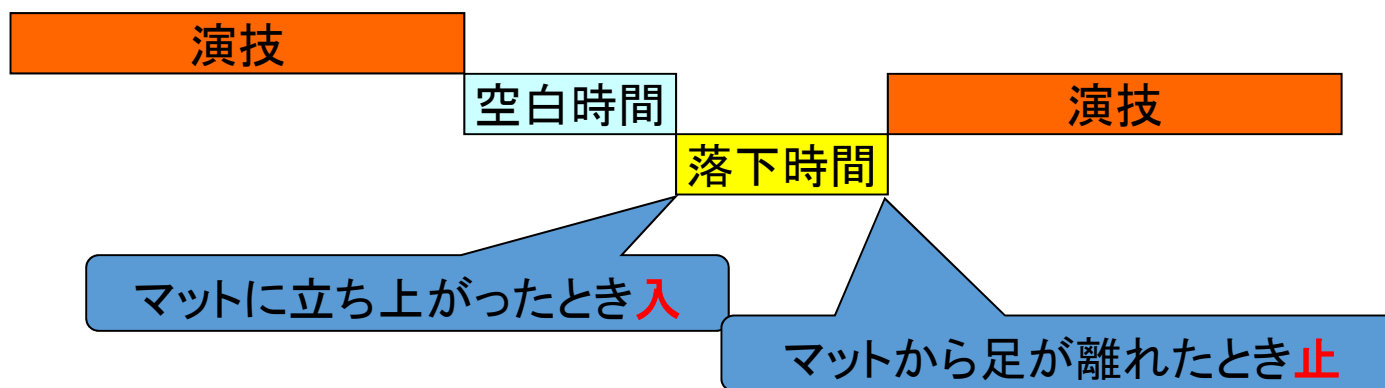 演技
空白時間
演技
落下時間
マットに立ち上がったとき入
マットから足が離れたとき止